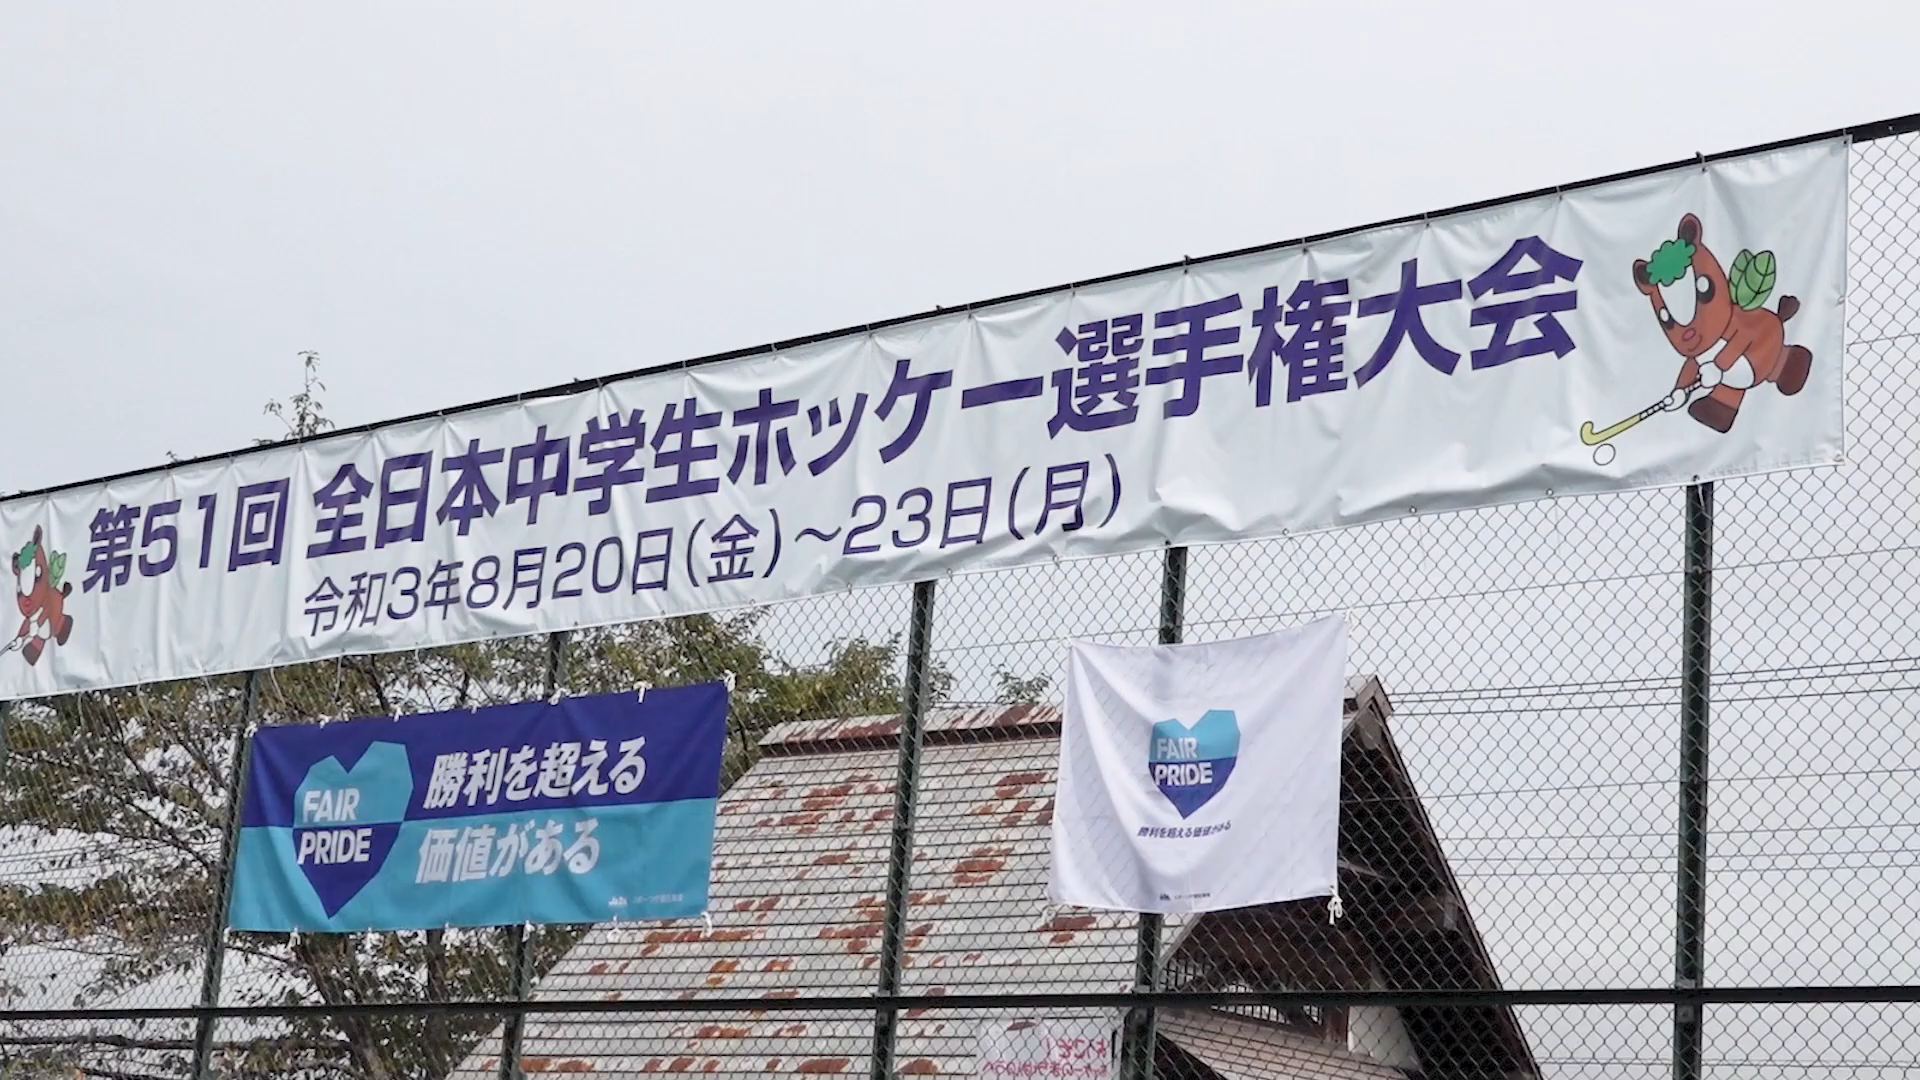 第51回 全日本中学生ホッケー選手権大会
令和3年8月20日(金)～23日(月)
FAIR
PRIDE
勝利を超える
価値がある
FAIR
PRIDE
勝利を超える価値がある